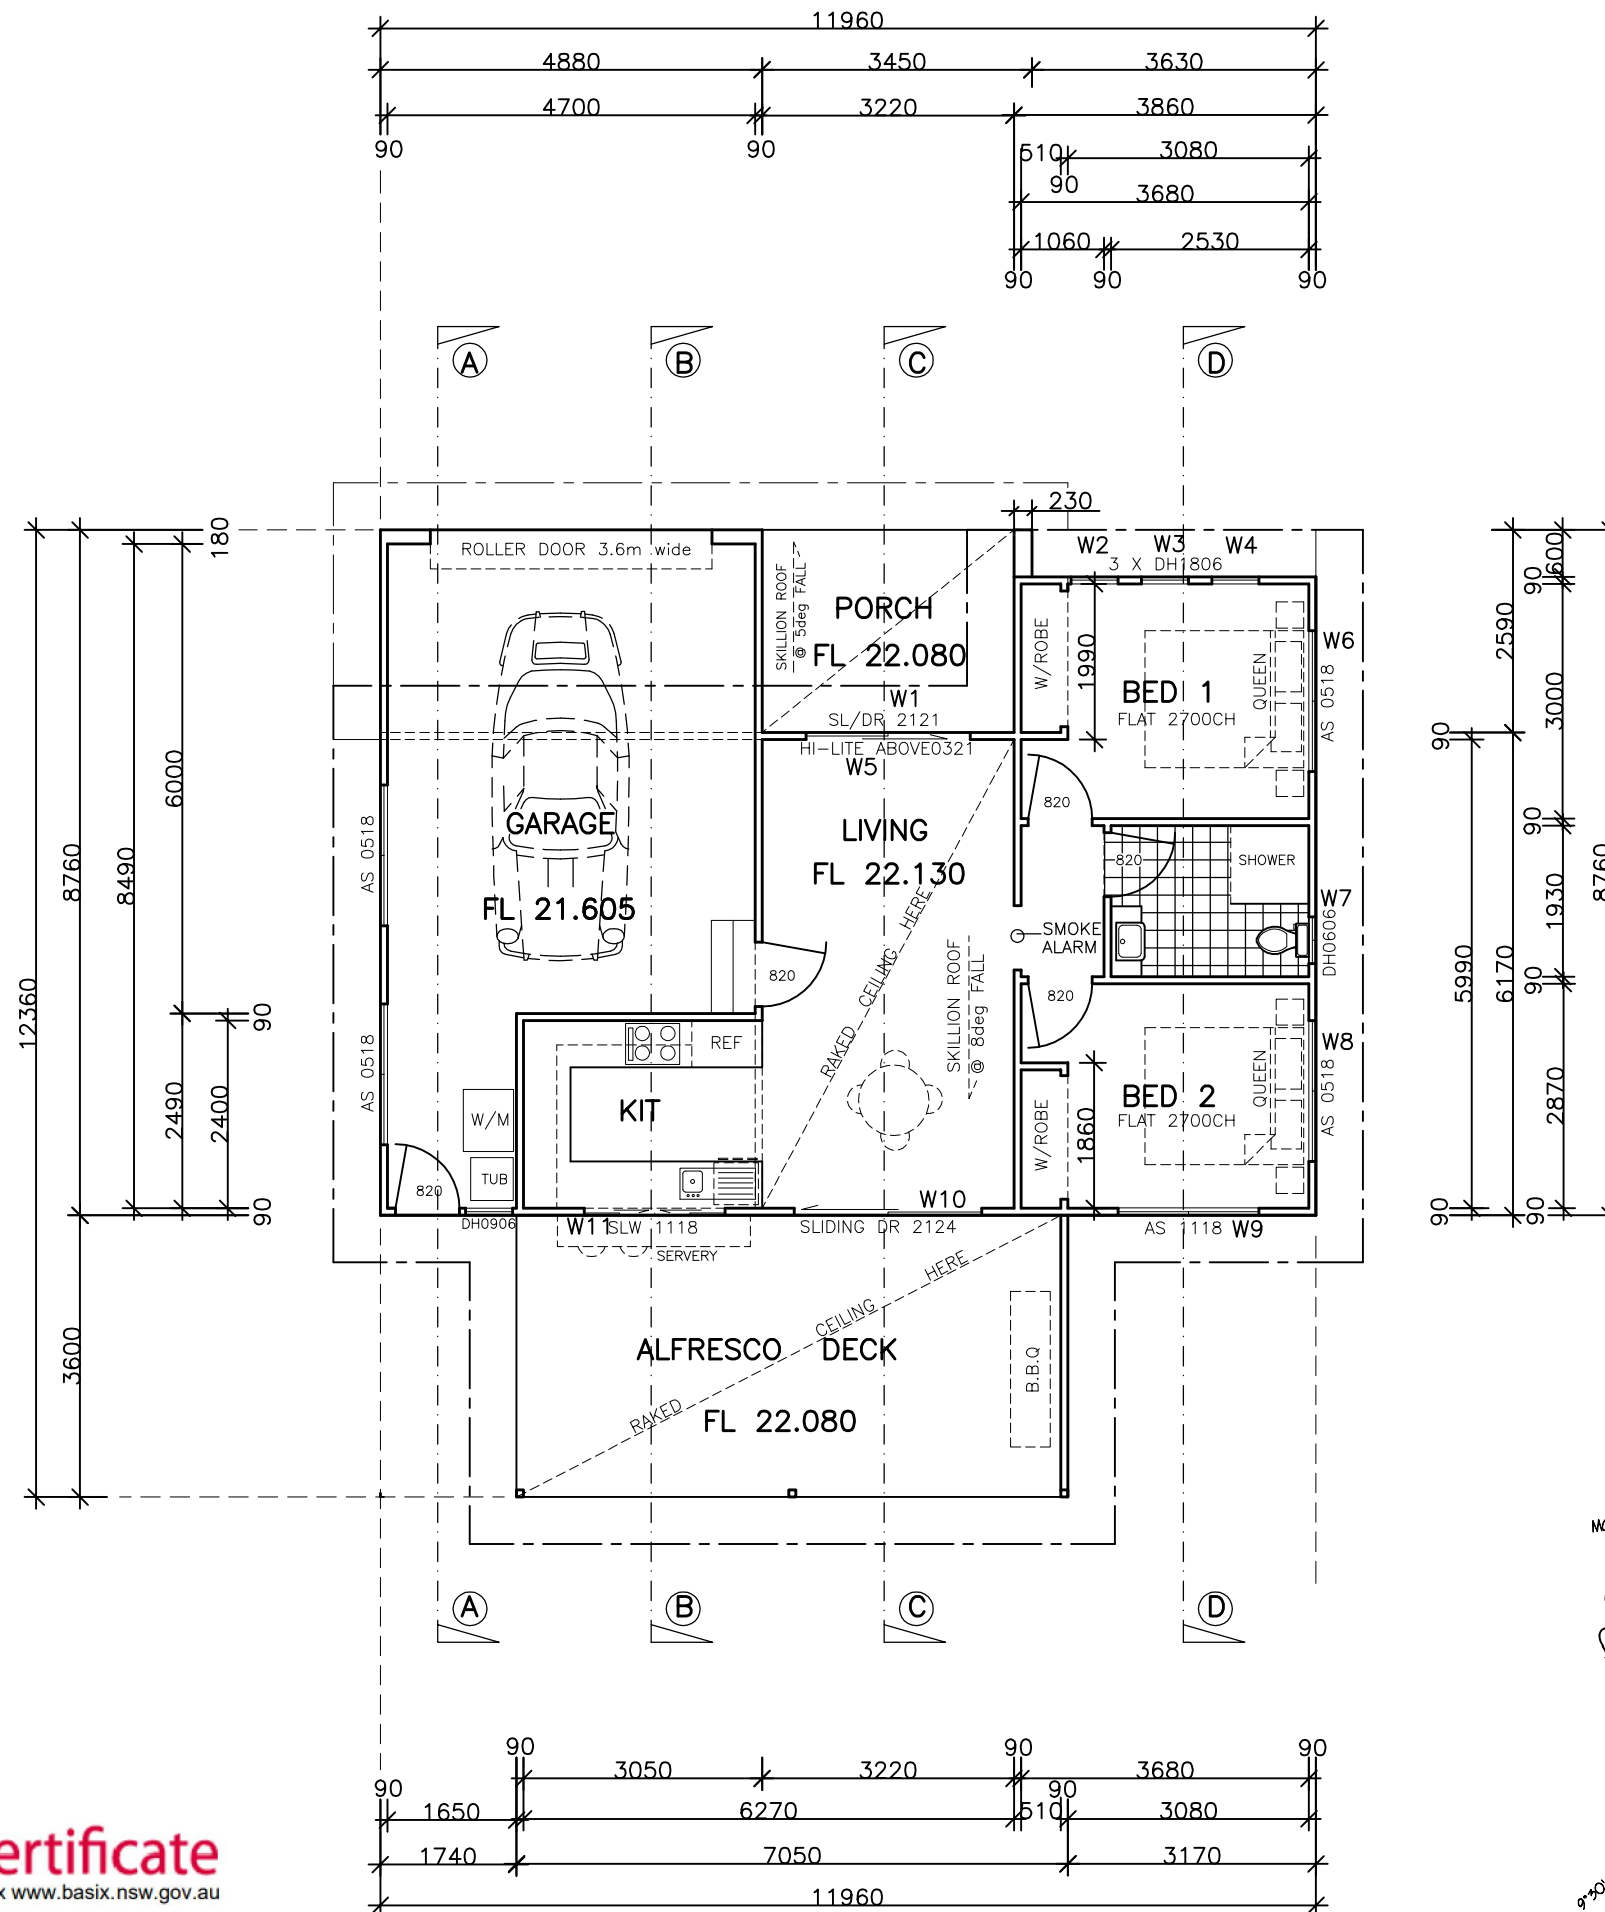 11960
4880 3450 3630
4700 3220 3860
90 90
510 3080
90
3680
1060 2530
90 90 90
A B C D
230
180
ROLLER DOOR 3.6m wide
W2 W3 W4
3 X DH1806
SKILLION ROOF
@ 5deg FALL
PORCH
FL 22.080
W/ROBE
1990
BED 1
FLAT 2700CH
QUEEN
W6
AS 0518
W1
SL/DR 2121
HI-LITE ABOVE0321
W5
820
GARAGE
FL 21.605
LIVING
FL 22.130
AS 0518
820
SHOWER
W7
DH0606
SMOKE
ALARM
RAKED CEILING HERE
SKILLION ROOF
@ 8deg FALL
820
820
REF
KIT
AS 0518
W/M
TUB
820
DH0906
W/ROBE
1860
BED 2
FLAT 2700CH
QUEEN
W8
AS 0518
W11 SLW 1118
SERVERY
W10
SLIDING DR 2124
AS 1118 W9
RAKED CEILING HERE
ALFRESCO DECK
FL 22.080
B.B.Q
12360
8760
3600
8490
6000
2490
2400
90
90
2590
6170
5990
90
90
600
90
3000
90
1930
90
2870
90
8760
A B C D
90 90 90
3050 3220 3680
90 90
1650 6270 510 3080
1740 7050 3170
11960
ertificate
x www.basix.nsw.gov.au